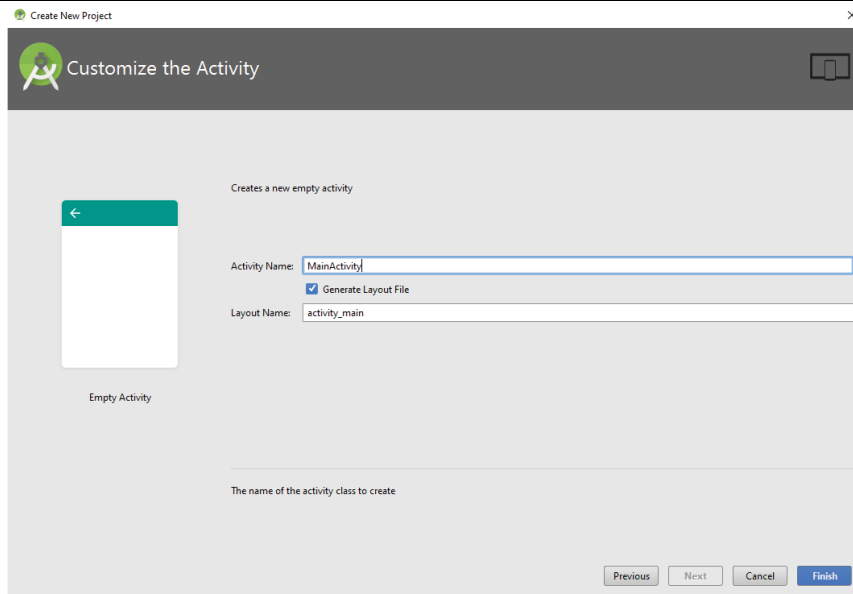 Create New Project
Customize the Activity
Creates a new empty activity
Activity Name: MainActivity
Generate Layout File
Layout Name: activity_main
Empty Activity
The name of the activity class to create
Previous Next Cancel Finish